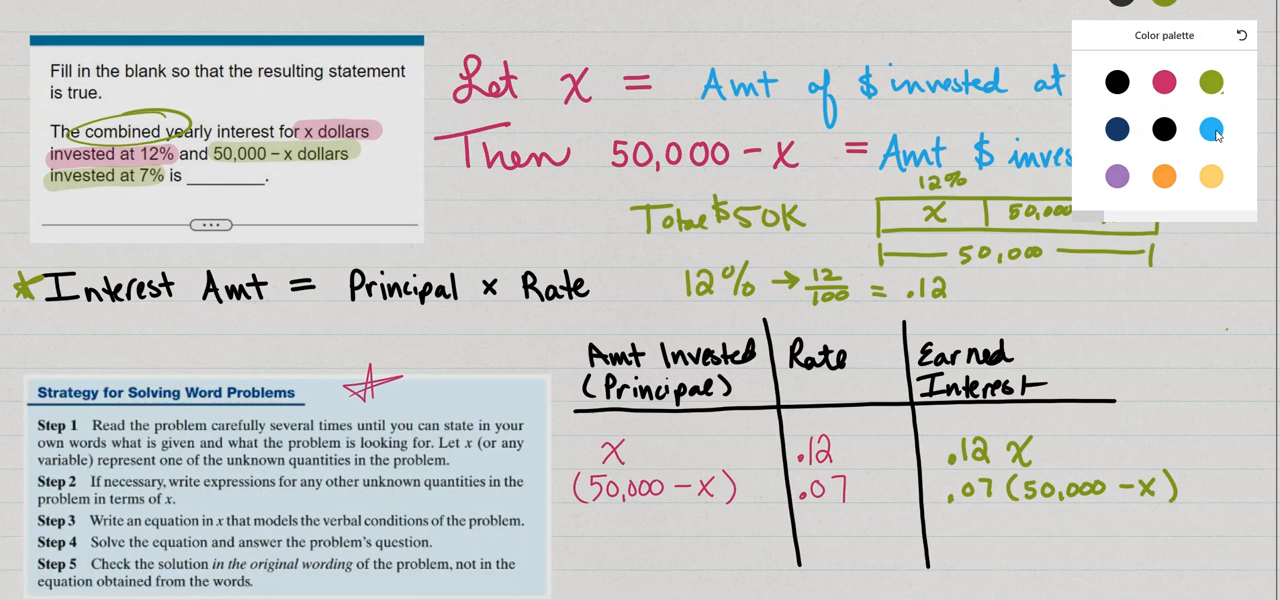 Color palette
Fill in the blank so that the resulting statement
is true.
The combined yearly interest for x dollars
invested at 12% and 50,000 – x dollars
invested at 7% is ________.
Let x = Amt of $ invested at
Then 50,000 - x = Amt $ inves
Total $50K
12%
x 50,000
50,000
* Interest Amt = Principal x Rate
12% → 12/100 = .12
Strategy for Solving Word Problems
Step 1 Read the problem carefully several times until you can state in your
own words what is given and what the problem is looking for. Let x (or any
variable) represent one of the unknown quantities in the problem.
Step 2 If necessary, write expressions for any other unknown quantities in the
problem in terms of x.
Step 3 Write an equation in x that models the verbal conditions of the problem.
Step 4 Solve the equation and answer the problem's question.
Step 5 Check the solution in the original wording of the problem, not in the
equation obtained from the words.
Amt Invested Rate Earned
(Principal) Interest
x .12 .12 x
(50,000 - x) .07 .07 (50,000 - x)